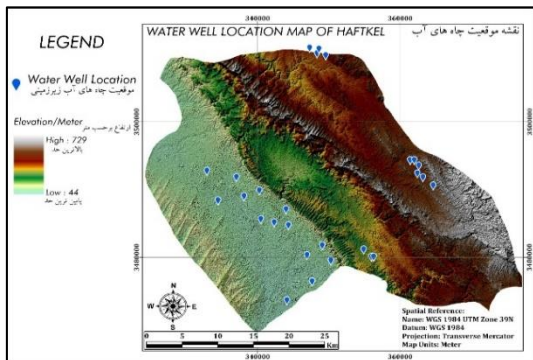 LEGEND
Water Well Location
موقعیت چاه های آب زیرزمینی
Elevation/Meter
ارتفاع برحسب متر
High : 729
بالاترین حد
Low : 44
پایین ترین حد
WATER WELL LOCATION MAP OF HAFTKEL
نقشه موقعیت چاه های آب
340000
360000
3500000
3500000
3480000
N
W
E
S
0
5
10
15
20
25
Km
340000
360000
Spatial Reference:
Name: WGS 1984 UTM Zone 39N
Datum: WGS 1984
Projection: Transverse Mercator
Map Units: Meter